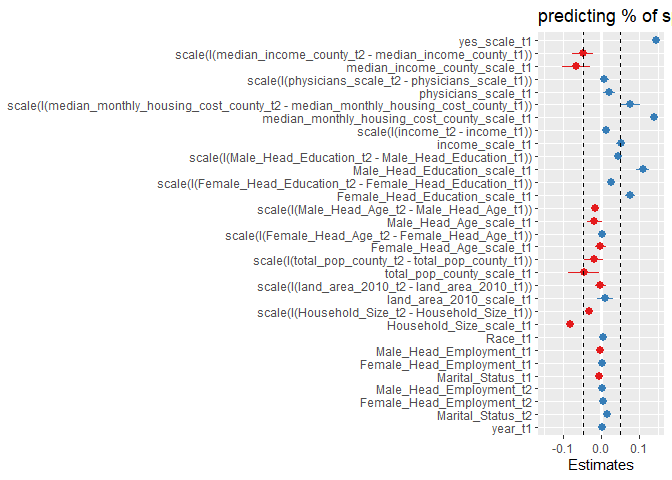 predicting % of s
yes_scale_t1
scale(I(median_income_county_t2 - median_income_county_t1))
median_income_county_scale_t1
scale(I(physicians_scale_t2 - physicians_scale_t1))
physicians_scale_t1
scale(I(median_monthly_housing_cost_county_t2 - median_monthly_housing_cost_county_t1))
median_monthly_housing_cost_county_scale_t1
scale(I(income_t2 - income_t1))
income_scale_t1
scale(I(Male_Head_Education_t2 - Male_Head_Education_t1))
Male_Head_Education_scale_t1
scale(I(Female_Head_Education_t2 - Female_Head_Education_t1))
Female_Head_Education_scale_t1
scale(I(Male_Head_Age_t2 - Male_Head_Age_t1))
Male_Head_Age_scale_t1
scale(I(Female_Head_Age_t2 - Female_Head_Age_t1))
Female_Head_Age_scale_t1
scale(I(total_pop_county_t2 - total_pop_county_t1))
total_pop_county_scale_t1
scale(I(land_area_2010_t2 - land_area_2010_t1))
land_area_2010_scale_t1
scale(I(Household_Size_t2 - Household_Size_t1))
Household_Size_scale_t1
Race_t1
Male_Head_Employment_t1
Female_Head_Employment_t1
Marital_Status_t1
Male_Head_Employment_t2
Female_Head_Employment_t2
Marital_Status_t2
year_t1
-0.1 0.0 0.1
Estimates